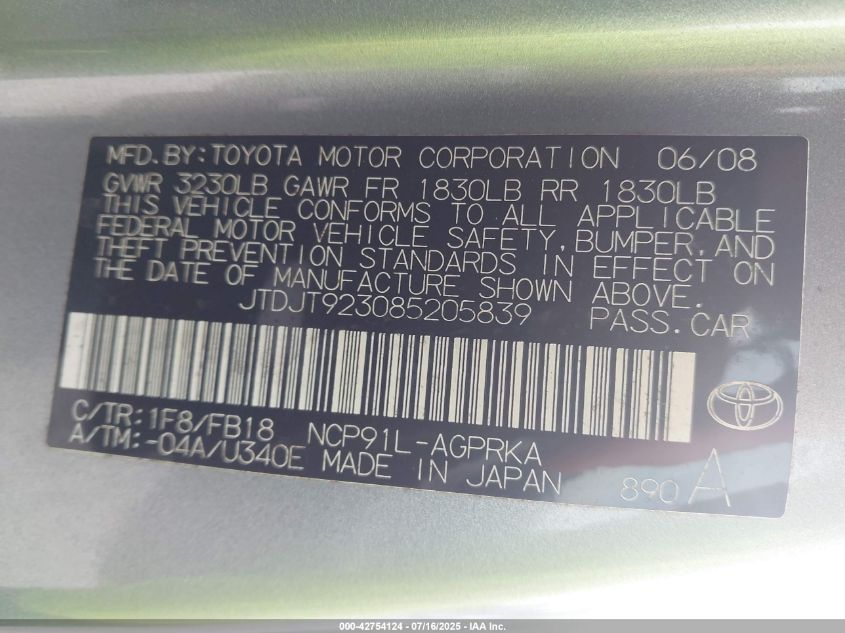 MFD.BY:TOYOTA MOTOR CORPORATION 06/08
GVWR 3230LB GAWR FR 1830LB RR 1830LB
THIS VEHICLE CONFORMS TO ALL APPLICABLE
FEDERAL MOTOR VEHICLE SAFETY,BUMPER,AND
THEFT PREVENTION STANDARDS IN EFFECT ON
THE DATE OF MANUFACTURE SHOWN ABOVE.
JTDJT923085205839 PASS.CAR
C/TR:1F8/FB18 NCP91L-AGPRKA
A/TM:-04A/U340E MADE IN JAPAN 890 A
000-42754124 - 07/16/2025 - IAA Inc.